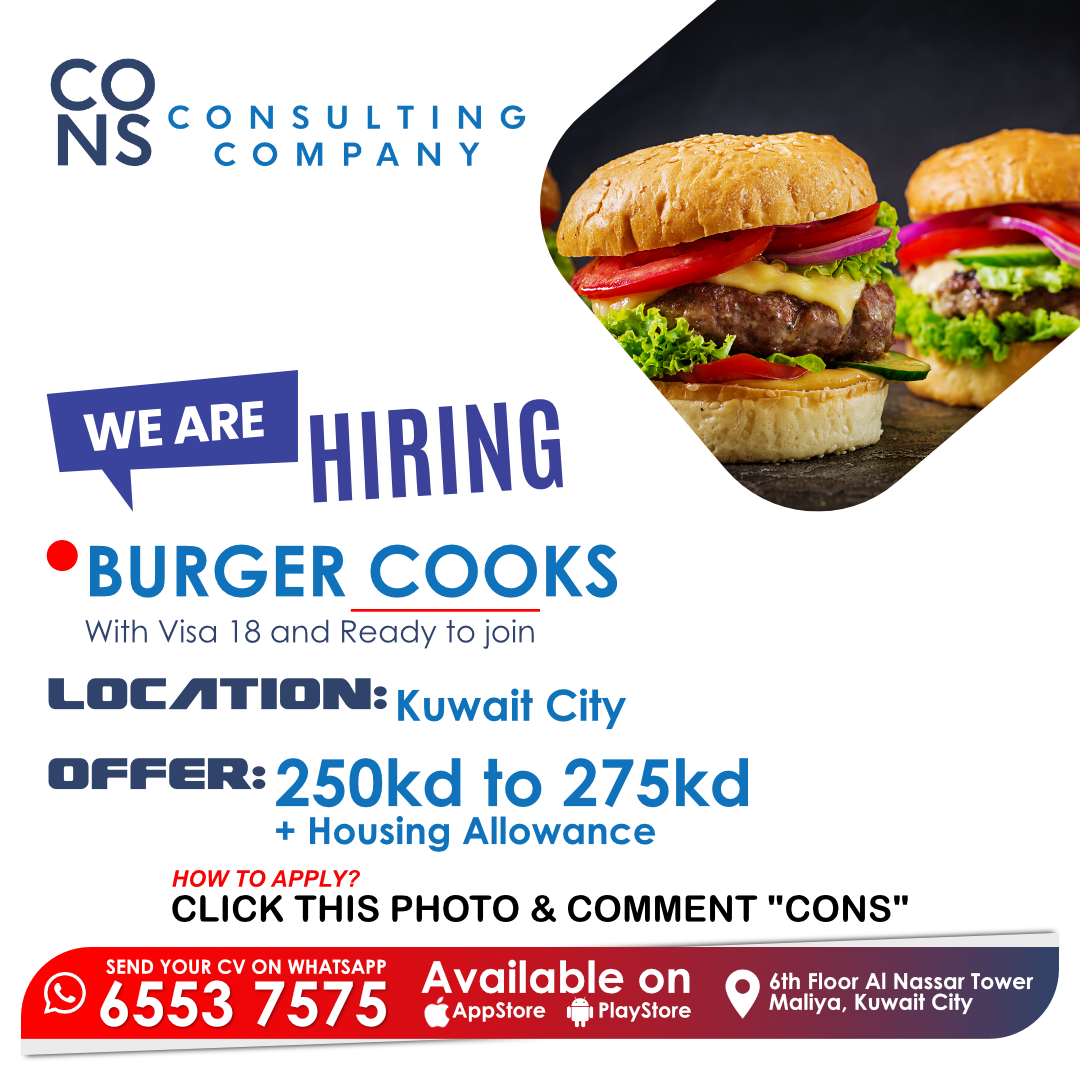 CO
NS
CONSULTING
COMPANY
WE ARE
HIRING
BURGER COOKS
With Visa 18 and Ready to join
LOCATION: Kuwait City
OFFER: 250kd to 275kd
+ Housing Allowance
HOW TO APPLY?
CLICK THIS PHOTO & COMMENT "CONS"
SEND YOUR CV ON WHATSAPP
6553 7575
Available on
AppStore PlayStore
6th Floor Al Nassar Tower
Maliya, Kuwait City